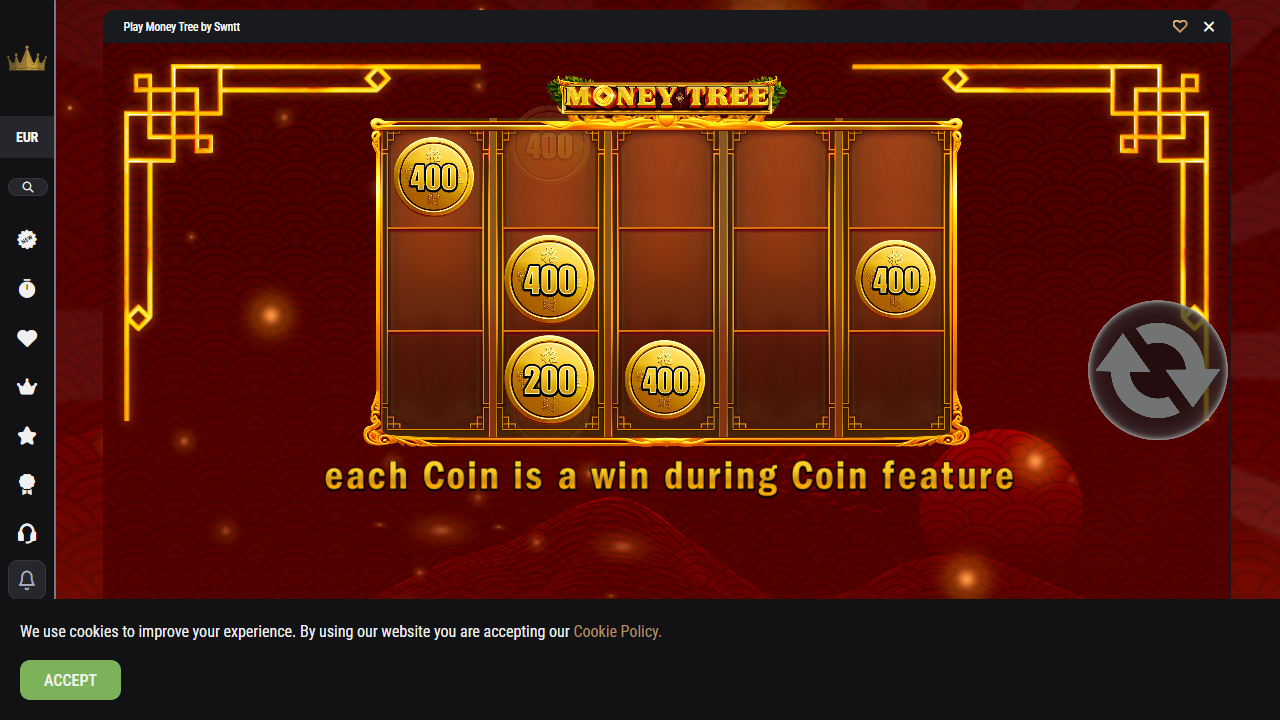 Play Money Tree by Swntt
MONEY TREE
EUR
NEW
400
400
400
400
200
400
each Coin is a win during Coin feature
We use cookies to improve your experience. By using our website you are accepting our Cookie Policy.
ACCEPT